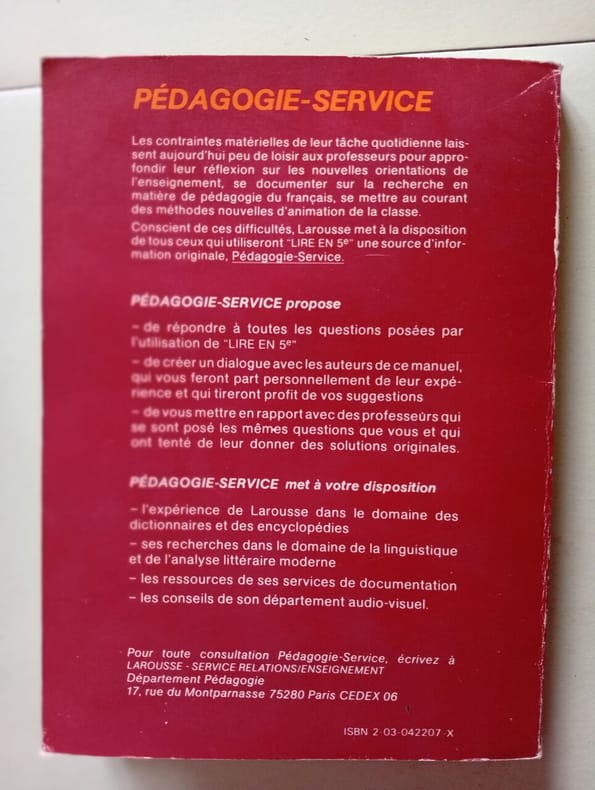 PÉDAGOGIE-SERVICE
Les contraintes matérielles de leur tâche quotidienne lais-
sent aujourd'hui peu de loisir aux professeurs pour appro-
fondir leur réflexion sur les nouvelles orientations de
l'enseignement, se documenter sur la recherche en
matière de pédagogie du français, se mettre au courant
des méthodes nouvelles d'animation de la classe.
Conscient de ces difficultés, Larousse met à la disposition
de tous ceux qui utiliseront "LIRE EN 5e" une source d'infor-
mation originale, Pédagogie-Service.
PÉDAGOGIE-SERVICE propose
– de répondre à toutes les questions posées par
l'utilisation de "LIRE EN 5e"
– de créer un dialogue avec les auteurs de ce manuel,
qui vous feront part personnellement de leur expé-
rience et qui tireront profit de vos suggestions
– de vous mettre en rapport avec des professeurs qui
se sont posé les mêmes questions que vous et qui
ont tenté de leur donner des solutions originales.
PÉDAGOGIE-SERVICE met à votre disposition
– l'expérience de Larousse dans le domaine des
dictionnaires et des encyclopédies
– ses recherches dans le domaine de la linguistique
et de l'analyse littéraire moderne
– les ressources de ses services de documentation
– les conseils de son département audio-visuel.
Pour toute consultation Pédagogie-Service, écrivez à
LAROUSSE - SERVICE RELATIONS/ENSEIGNEMENT
Département Pédagogie
17, rue du Montparnasse 75280 Paris CEDEX 06
ISBN 2-03-042207-X